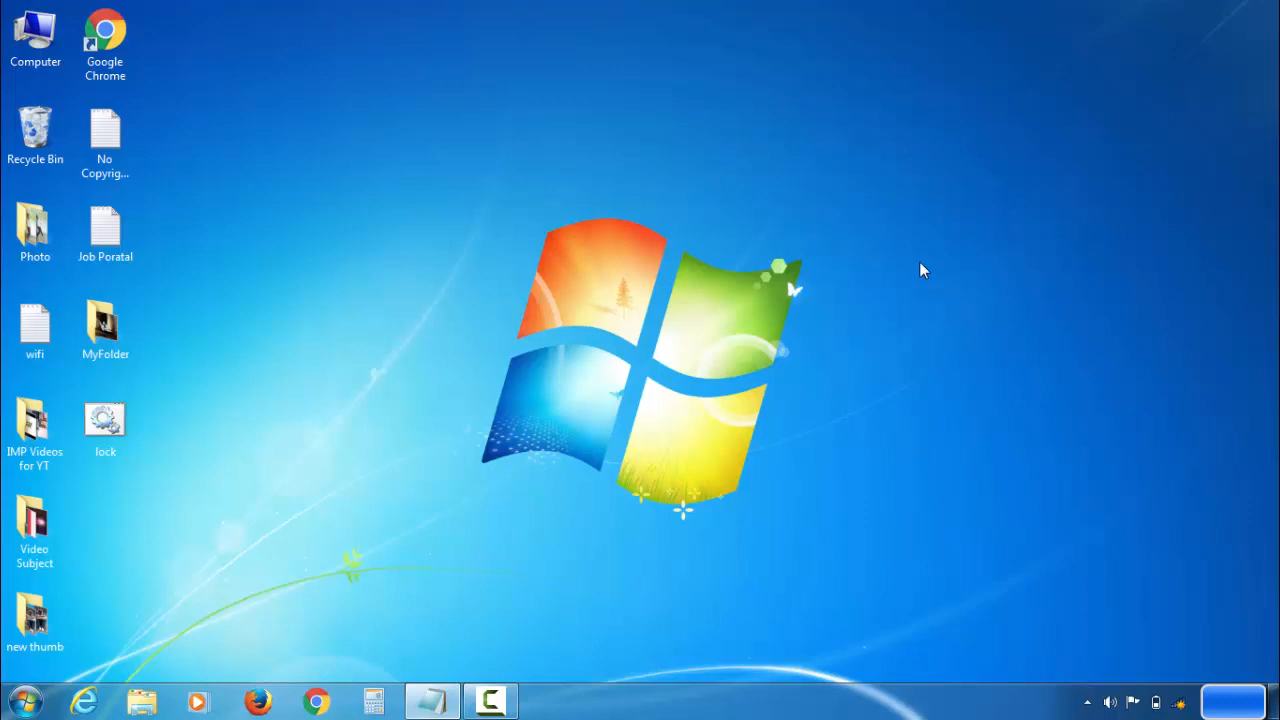 Computer
Google
Chrome
Recycle Bin
No
Copyrig...
Photo
Job Poratal
wifi
MyFolder
IMP Videos
for YT
lock
Video
Subject
new thumb